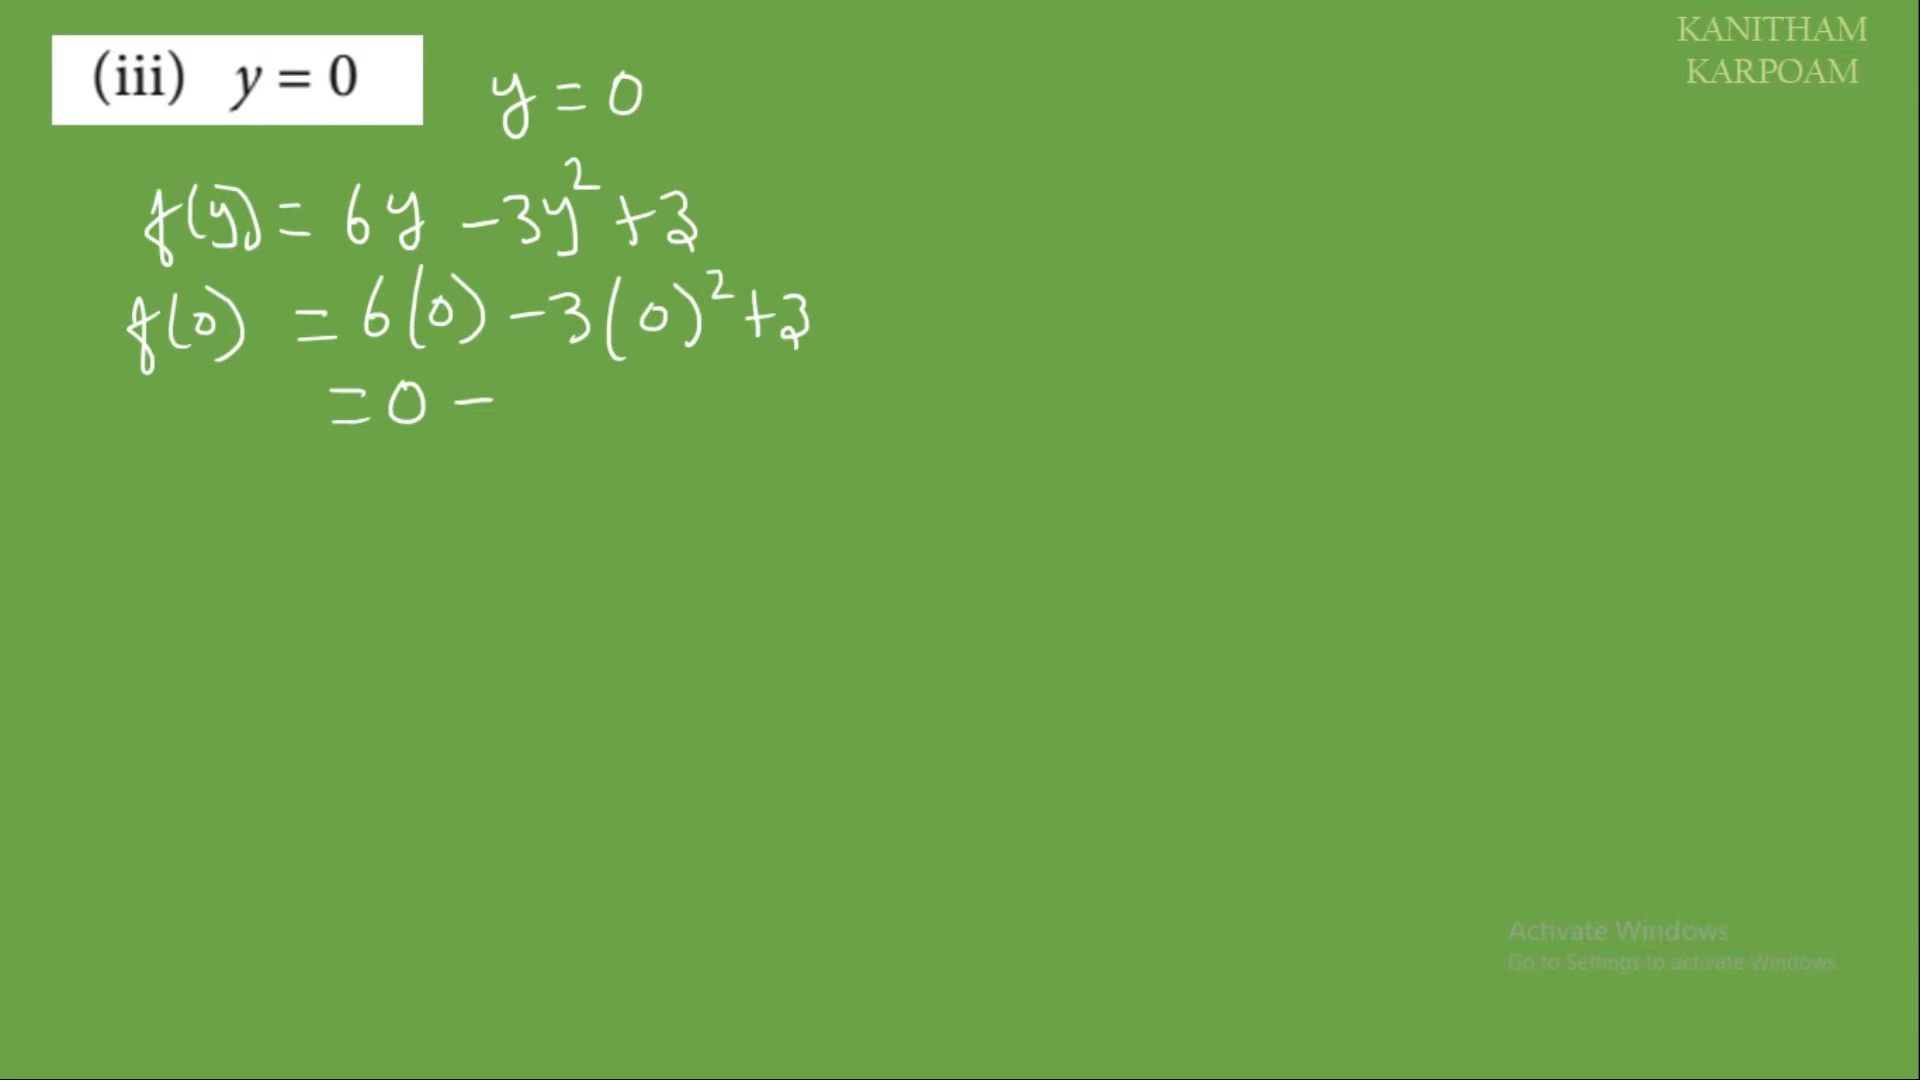 (iii) y = 0
y = 0
f(y) = 6y - 3y² + 3
f(0) = 6(0) - 3(0)² + 3
= 0 -
KANITHAM
KARPOAM
Activate Windows
Go to Settings to activate Windows.